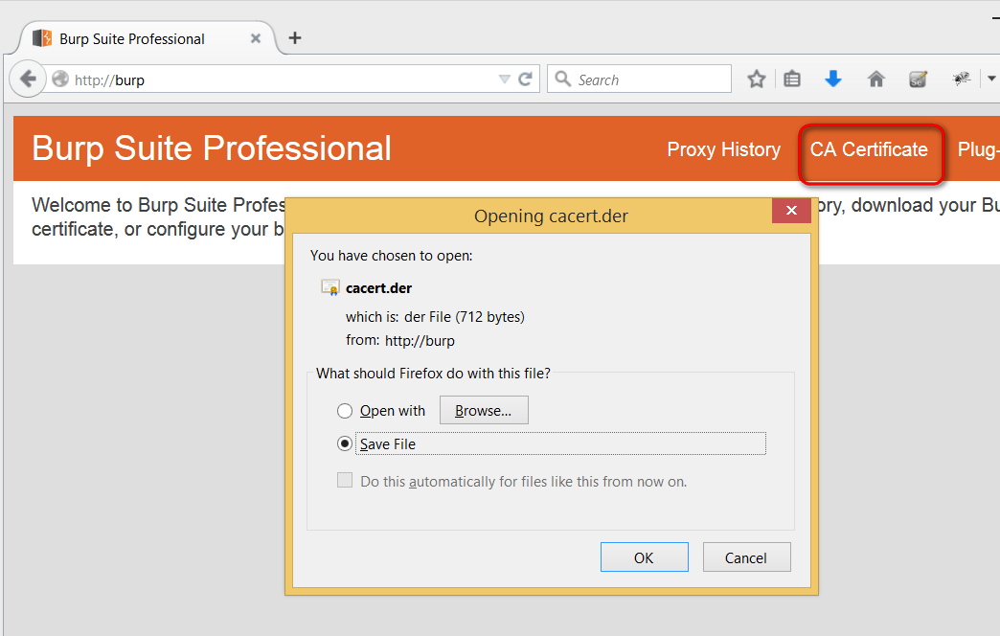 Burp Suite Professional
http://burp
Search
Se
Burp Suite Professional Proxy History CA Certificate Plug-
Welcome to Burp Suite Profes ory, download your Bu
certificate, or configure your b
Opening cacert.der
You have chosen to open:
cacert.der
which is: der File (712 bytes)
from: http://burp
What should Firefox do with this file?
Open with Browse...
Save File
Do this automatically for files like this from now on.
OK Cancel